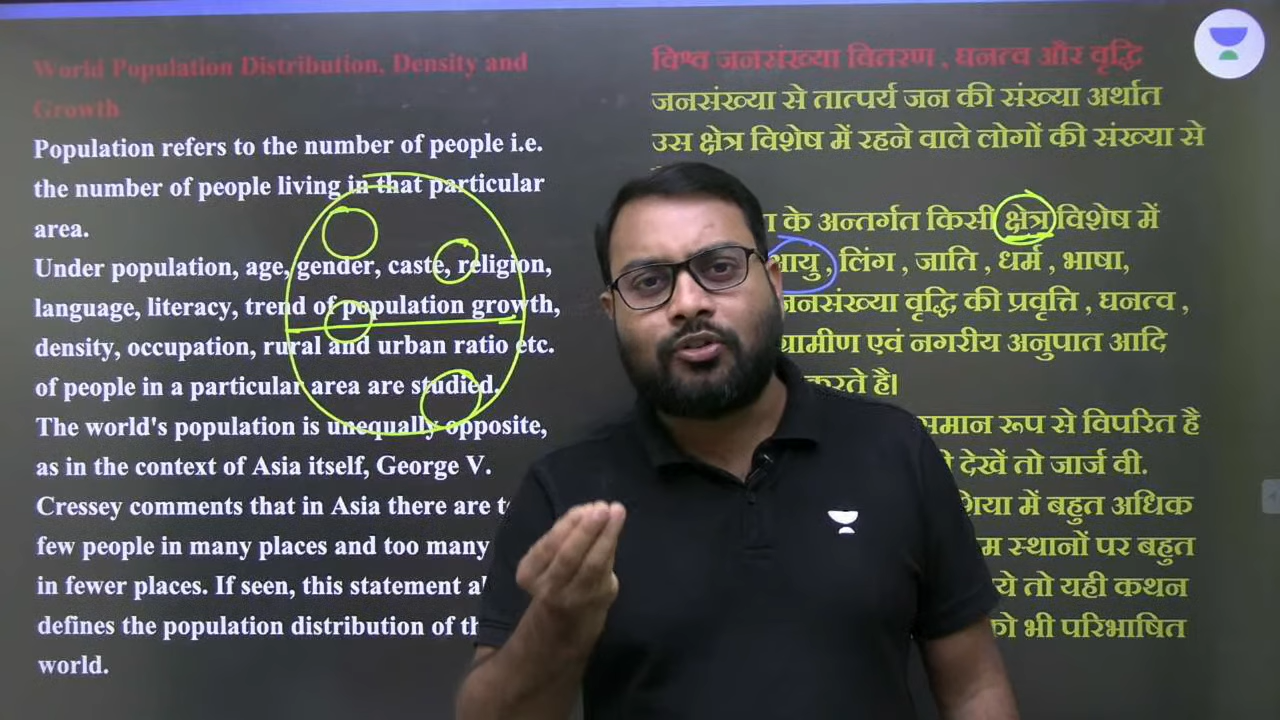 World Population Distribution, Density and
Growth
Population refers to the number of people i.e.
the number of people living in that particular
area.
Under population, age, gender, caste, religion,
language, literacy, trend of population growth,
density, occupation, rural and urban ratio etc.
of people in a particular area are studied.
The world's population is unequally opposite,
as in the context of Asia itself, George V.
Cressey comments that in Asia there are
few people in many places and too many
in fewer places. If seen, this statement
defines the population distribution of
world.
विश्व जनसंख्या वितरण , घनत्व और वृद्धि
जनसंख्या से तात्पर्य जन की संख्या अर्थात
उस क्षेत्र विशेष में रहने वाले लोगों की संख्या से
के अन्तर्गत किसी क्षेत्र विशेष में
आयु , लिंग , जाति , धर्म , भाषा,
जनसंख्या वृद्धि की प्रवृत्ति , घनत्व ,
ग्रामीण एवं नगरीय अनुपात आदि
करते है।
समान रूप से विपरित है
देखें तो जार्ज वी.
में बहुत अधिक
स्थानों पर बहुत
तो यही कथन
को भी परिभाषित